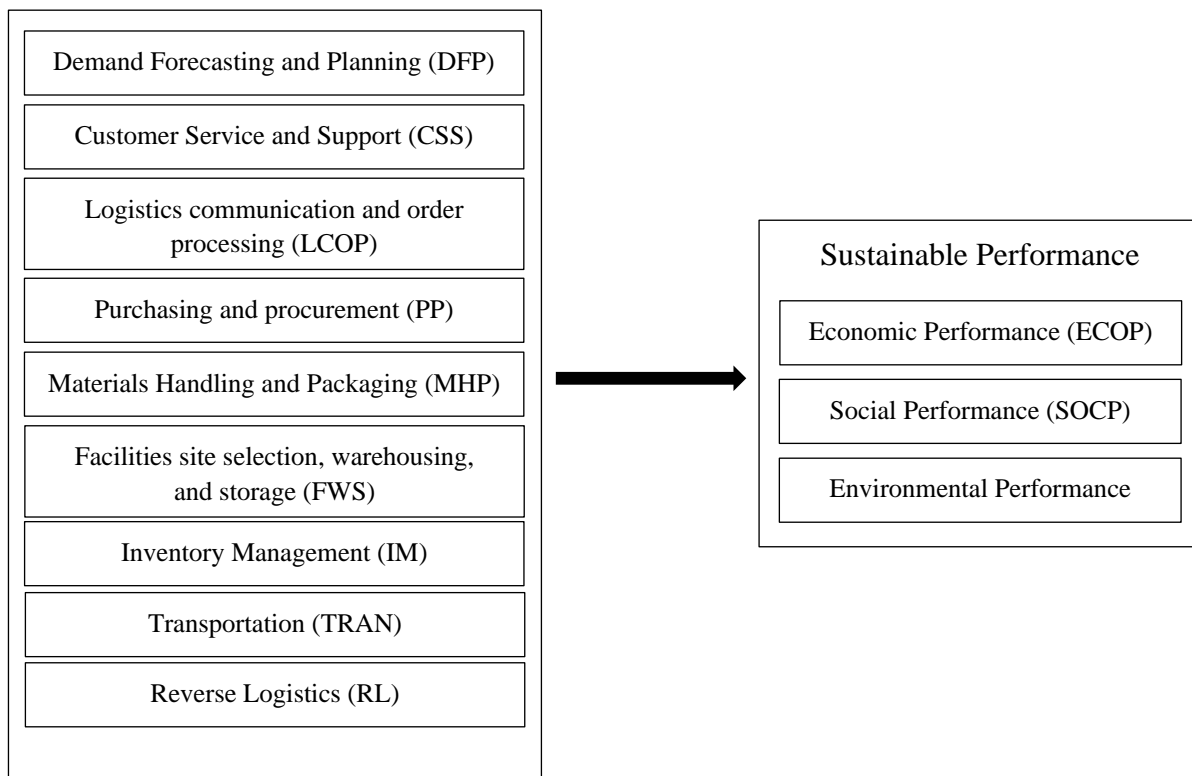 Demand Forecasting and Planning (DFP)
Customer Service and Support (CSS)
Logistics communication and order
processing (LCOP)
Purchasing and procurement (PP)
Materials Handling and Packaging (MHP)
Facilities site selection, warehousing,
and storage (FWS)
Inventory Management (IM)
Transportation (TRAN)
Reverse Logistics (RL)
Sustainable Performance
Economic Performance (ECOP)
Social Performance (SOCP)
Environmental Performance